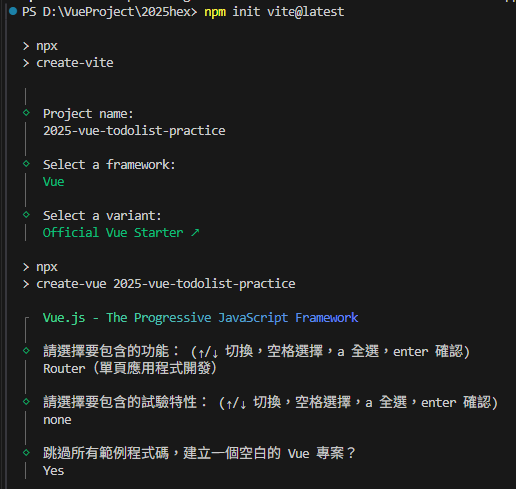 PS D:\VueProject\2025hex> npm init vite@latest
> npx
> create-vite
Project name:
2025-vue-todolist-practice
Select a framework:
Vue
Select a variant:
Official Vue Starter ↗
> npx
> create-vue 2025-vue-todolist-practice
Vue.js - The Progressive JavaScript Framework
請選擇要包含的功能： (↑/↓ 切換，空格選擇，a 全選，enter 確認)
Router（單頁應用程式開發）
請選擇要包含的試驗特性： (↑/↓ 切換，空格選擇，a 全選，enter 確認)
none
跳過所有範例程式碼，建立一個空白的 Vue 專案？
Yes